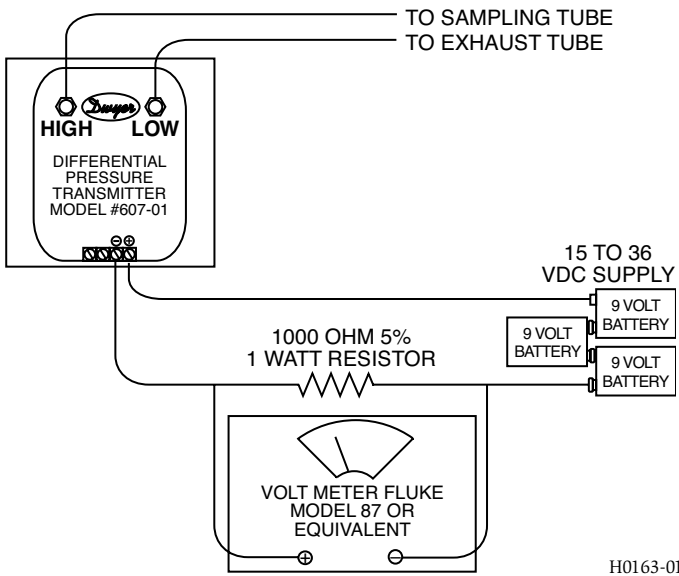 TO SAMPLING TUBE
TO EXHAUST TUBE
Dwyer
HIGH LOW
DIFFERENTIAL
PRESSURE
TRANSMITTER
MODEL #607-01
⊖ ⊕
15 TO 36
VDC SUPPLY
9 VOLT
BATTERY
9 VOLT
BATTERY
9 VOLT
BATTERY
1000 OHM 5%
1 WATT RESISTOR
VOLT METER FLUKE
MODEL 87 OR
EQUIVALENT
⊕ ⊖